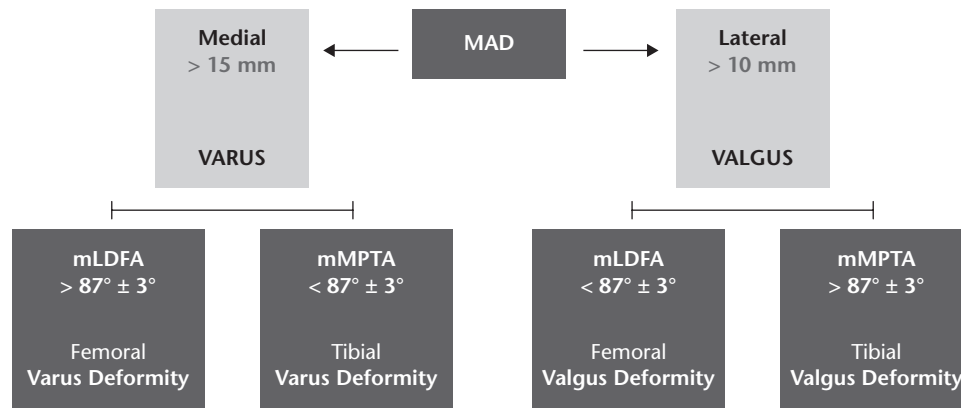 MAD
Medial
> 15 mm
VARUS
Lateral
> 10 mm
VALGUS
mLDFA
> 87° ± 3°
Femoral
Varus Deformity
mMPTA
< 87° ± 3°
Tibial
Varus Deformity
mLDFA
< 87° ± 3°
Femoral
Valgus Deformity
mMPTA
> 87° ± 3°
Tibial
Valgus Deformity